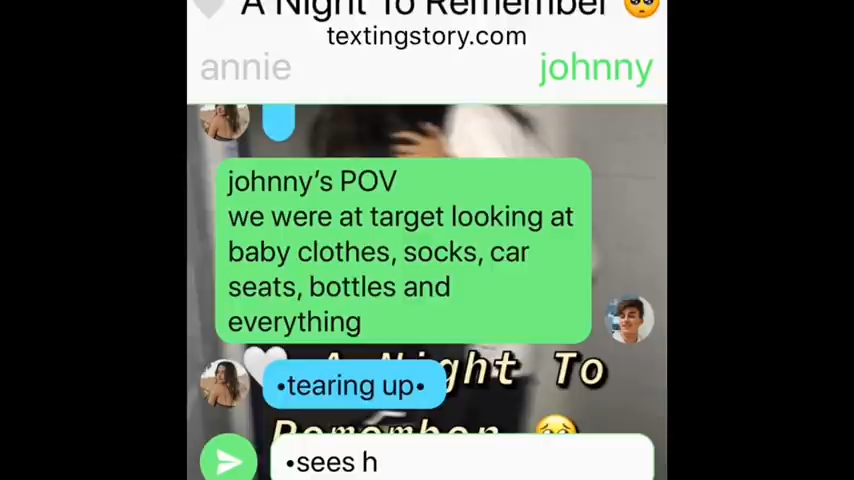 A Night To Remember 🥺
textingstory.com
annie
johnny
johnny's POV
we were at target looking at
baby clothes, socks, car
seats, bottles and
everything
A Night To
•tearing up•
Remember 🥺
•sees h